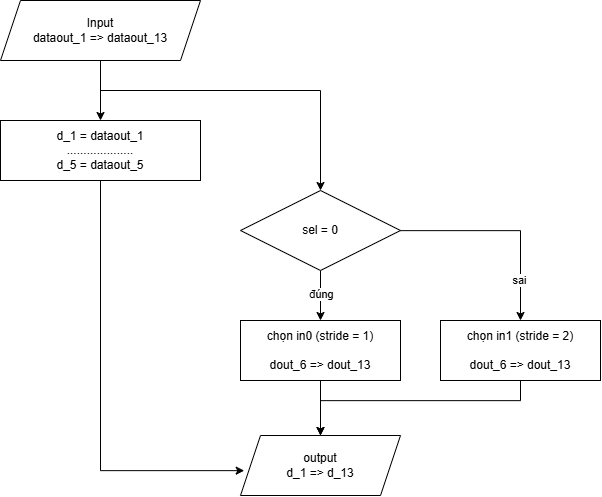 Input
dataout_1 => dataout_13
d_1 = dataout_1
....................
d_5 = dataout_5
sel = 0
đúng
sai
chọn in0 (stride = 1)
dout_6 => dout_13
chọn in1 (stride = 2)
dout_6 => dout_13
output
d_1 => d_13